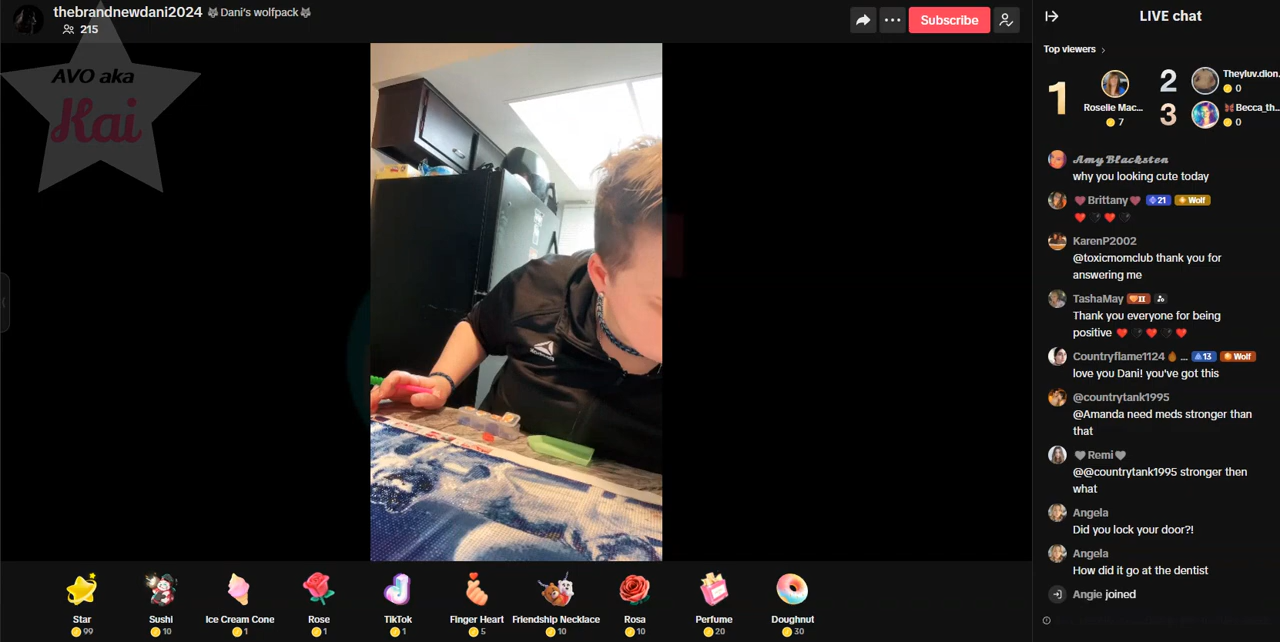 thebrandnewdani2024 🐺Dani's wolfpack🐺
215
Subscribe
AVO aka
Kai
LIVE chat
Top viewers >
1
Roselle Mac...
7
2
Theyluv.dion.
0
3
🦋Becca_th...
0
Amy Blacksten
why you looking cute today
❤Brittany❤ 21 Wolf
❤️🖤❤️🖤
KarenP2002
@toxicmomclub thank you for
answering me
TashaMay II
Thank you everyone for being
positive ❤️🖤❤️🖤❤️
Countryflame1124🔥 ... 13 Wolf
love you Dani! you've got this
@countrytank1995
@Amanda need meds stronger than
that
🤍Remi🤍
@@countrytank1995 stronger then
what
Angela
Did you lock your door?!
Angela
How did it go at the dentist
Angie joined
Star
99
Sushi
10
Ice Cream Cone
1
Rose
1
TikTok
1
Finger Heart
5
Friendship Necklace
10
Rosa
10
Perfume
20
Doughnut
30